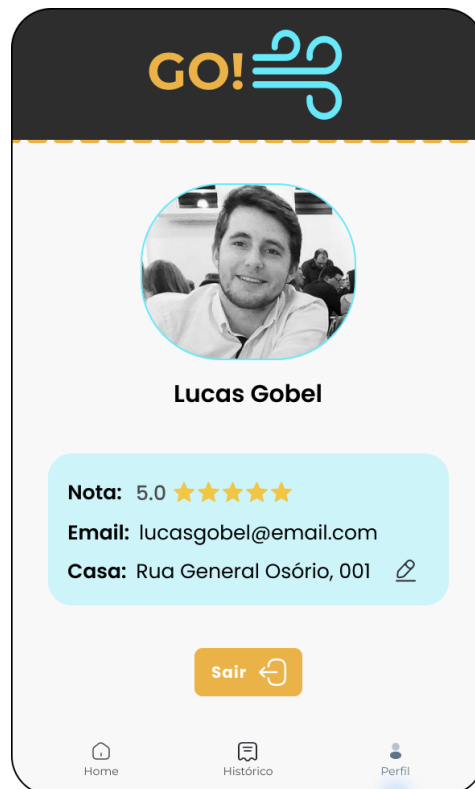 GO!
Lucas Gobel
Nota: 5.0
Email: lucasgobel@email.com
Casa: Rua General Osório, 001
Sair
Home Histórico Perfil